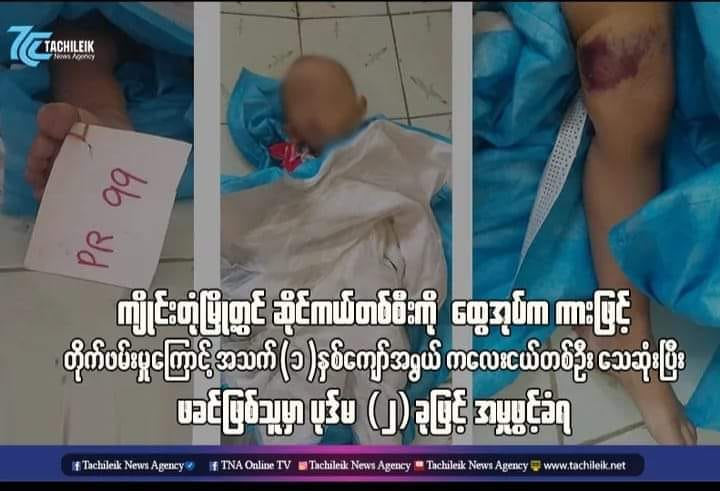 TACHILEIK
News Agency
PR 99
ကျိုင်းတုံမြို့တွင် ဆိုင်ကယ်တစ်စီးကို ထွေအုပ်က ကားဖြင့်
တိုက်ဖမ်းမှုကြောင့် အသက်(၁)နှစ်ကျော်အရွယ် ကလေးငယ်တစ်ဦး သေဆုံးပြီး
ဖခင်ဖြစ်သူမှာ ပုဒ်မ (၂)ခုဖြင့် အမှုဖွင့်ခံရ
Tachileik News Agency TNA Online TV Tachileik News Agency Tachileik News Agency www.tachileik.net